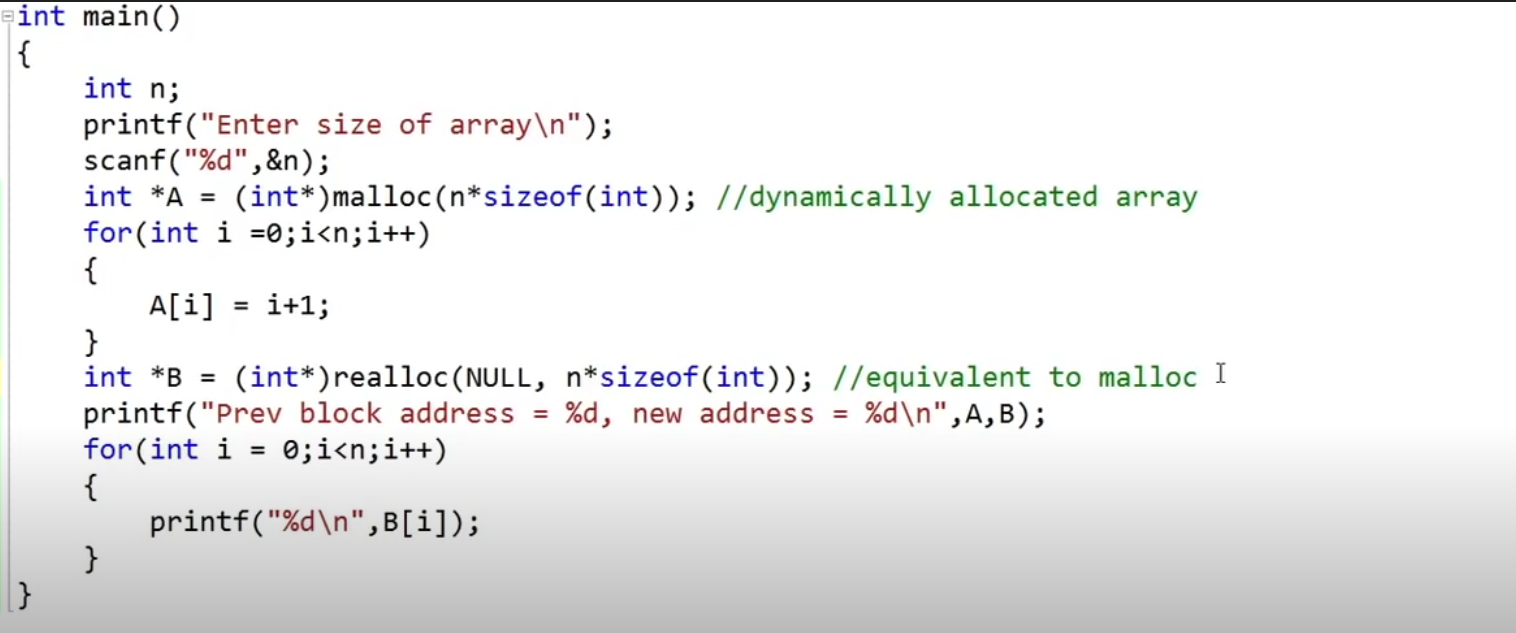 int main()
{
    int n;
    printf("Enter size of array\n");
    scanf("%d",&n);
    int *A = (int*)malloc(n*sizeof(int)); //dynamically allocated array
    for(int i =0;i<n;i++)
    {
        A[i] = i+1;
    }
    int *B = (int*)realloc(NULL, n*sizeof(int)); //equivalent to malloc
    printf("Prev block address = %d, new address = %d\n",A,B);
    for(int i = 0;i<n;i++)
    {
        printf("%d\n",B[i]);
    }
}